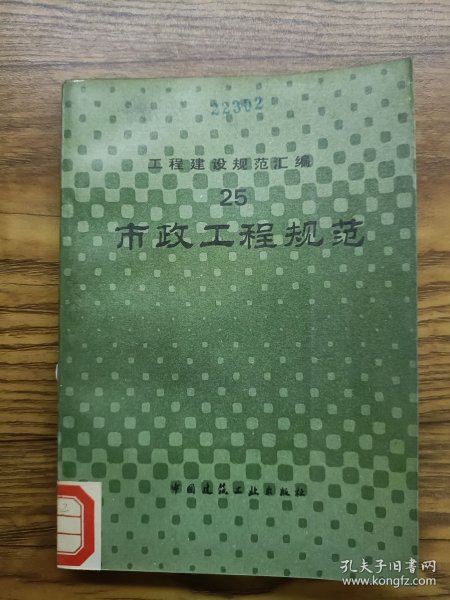 22302
工程建设规范汇编
25
市政工程规范
中国建筑工业出版社
2
孔夫子旧书网
www.kongfz.com